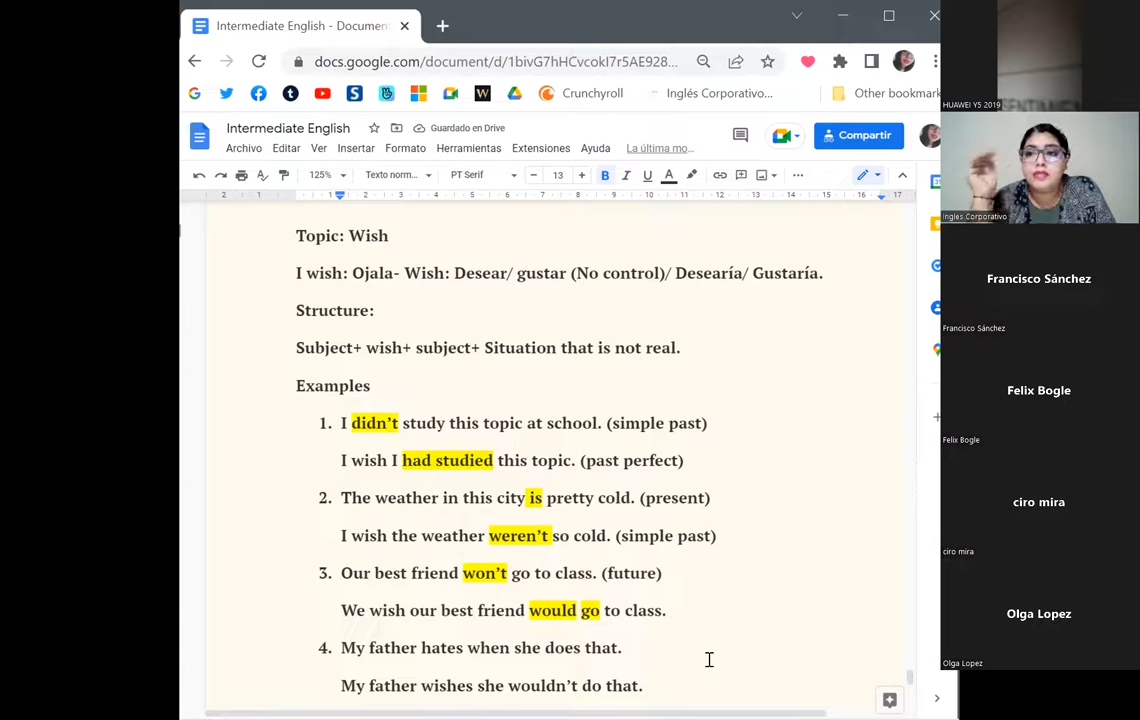 Intermediate English - Documen
docs.google.com/document/d/1bivG7hHCvcokI7r5AE928...
Crunchyroll
Inglés Corporativo...
Other bookmark
Intermediate English
Guardado en Drive
Compartir
Archivo Editar Ver Insertar Formato Herramientas Extensiones Ayuda La última mo...
125% Texto norm... PT Serif 13
Topic: Wish
I wish: Ojala- Wish: Desear/ gustar (No control)/ Desearía/ Gustaría.
Structure:
Subject+ wish+ subject+ Situation that is not real.
Examples
1. I didn't study this topic at school. (simple past)
I wish I had studied this topic. (past perfect)
2. The weather in this city is pretty cold. (present)
I wish the weather weren't so cold. (simple past)
3. Our best friend won't go to class. (future)
We wish our best friend would go to class.
4. My father hates when she does that.
My father wishes she wouldn't do that.
HUAWEI Y5 2019
Ingles Corporativo
Francisco Sánchez
Francisco Sánchez
Felix Bogle
Felix Bogle
ciro mira
ciro mira
Olga Lopez
Olga Lopez